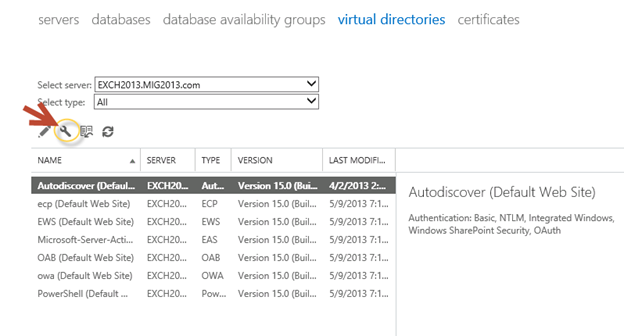 servers databases database availability groups virtual directories certificates
Select server: EXCH2013.MIG2013.com
Select type: All
NAME SERVER TYPE VERSION LAST MODIFI...
Autodiscover (Defaul... EXCH20... Aut... Version 15.0 (Bui... 4/2/2013 2:...
ecp (Default Web Site) EXCH20... ECP Version 15.0 (Buil... 5/9/2013 7:1...
EWS (Default Web Site) EXCH20... EWS Version 15.0 (Buil... 5/9/2013 7:1...
Microsoft-Server-Acti... EXCH20... EAS Version 15.0 (Buil... 5/9/2013 7:1...
OAB (Default Web Site) EXCH20... OAB Version 15.0 (Buil... 5/9/2013 7:1...
owa (Default Web Site) EXCH20... OWA Version 15.0 (Buil... 5/9/2013 7:1...
PowerShell (Default ... EXCH20... Pow... Version 15.0 (Buil... 5/9/2013 7:1...
Autodiscover (Default Web Site)
Authentication: Basic, NTLM, Integrated Windows,
Windows SharePoint Security, OAuth